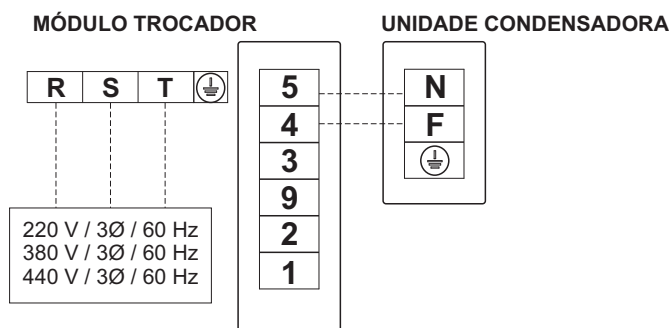 MÓDULO TROCADOR
UNIDADE CONDENSADORA
R S T
5
4
3
9
2
1
N
F
220 V / 3Ø / 60 Hz
380 V / 3Ø / 60 Hz
440 V / 3Ø / 60 Hz